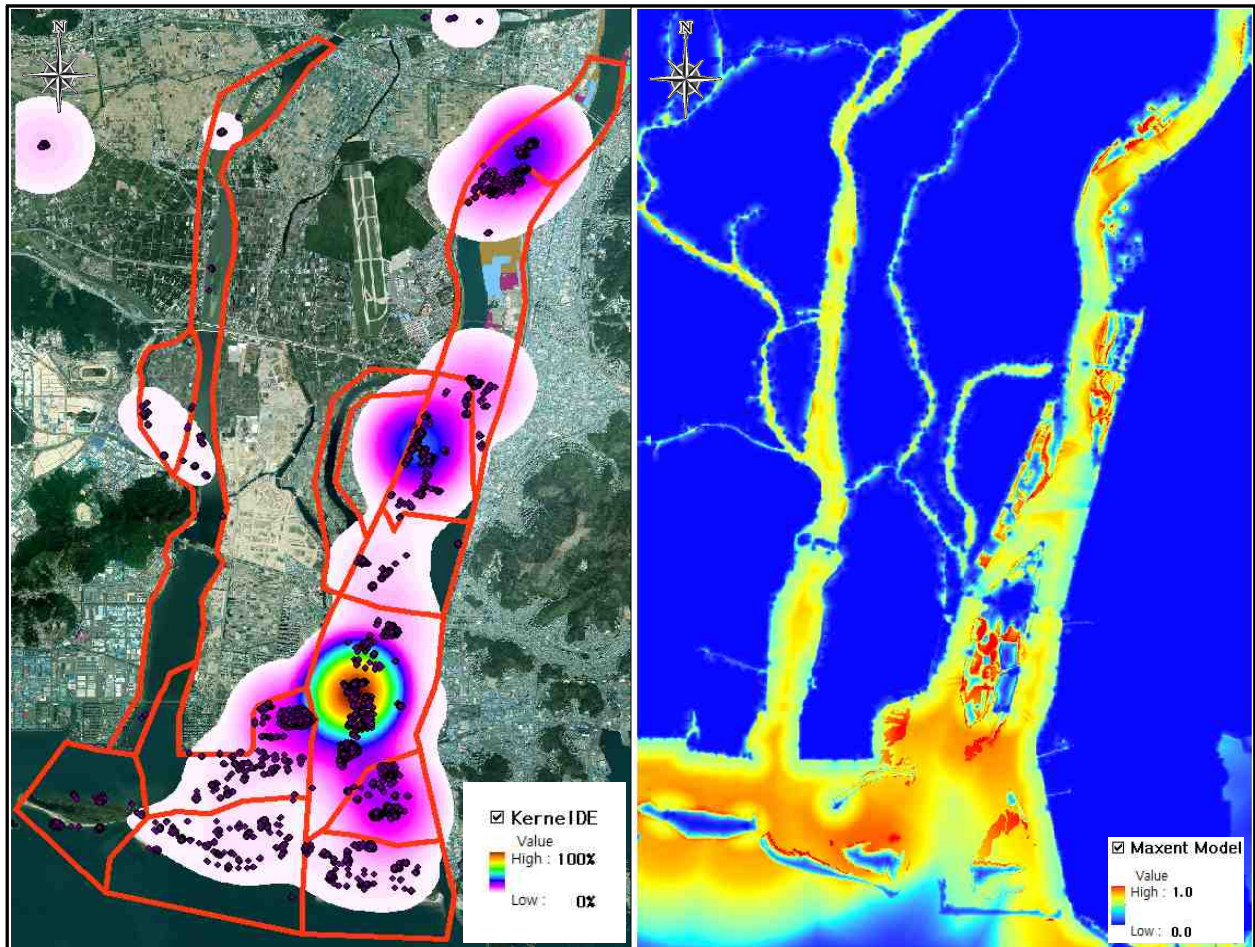 N
KernelDE
Value
High : 100%
Low : 0%
N
Maxent Model
Value
High : 1.0
Low : 0.0